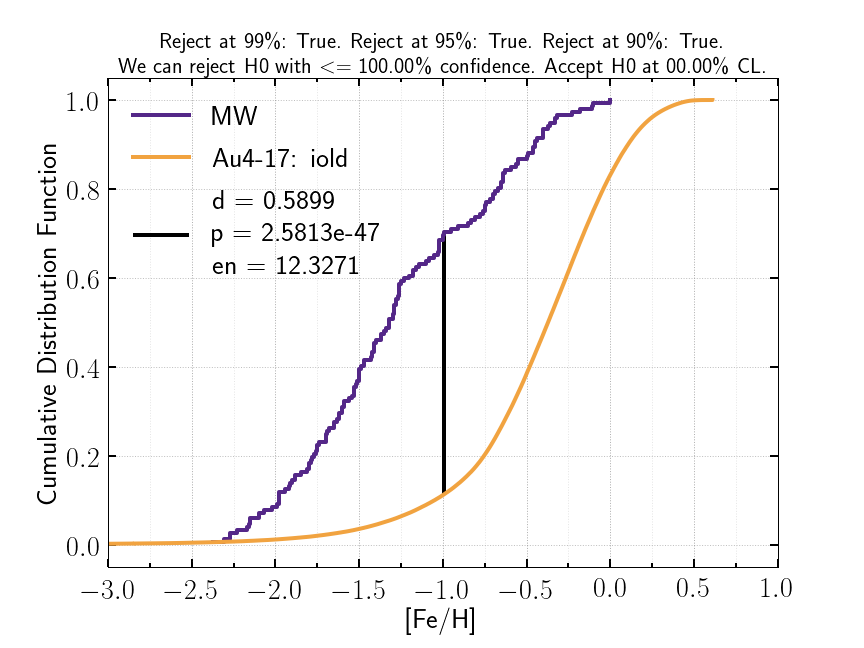 Reject at 99%: True. Reject at 95%: True. Reject at 90%: True.
We can reject H0 with <= 100.00% confidence. Accept H0 at 00.00% CL.
MW
Au4-17: iold
d = 0.5899
p = 2.5813e-47
en = 12.3271
Cumulative Distribution Function
1.0
0.8
0.6
0.4
0.2
0.0
−3.0 −2.5 −2.0 −1.5 −1.0 −0.5 0.0 0.5 1.0
[Fe/H]